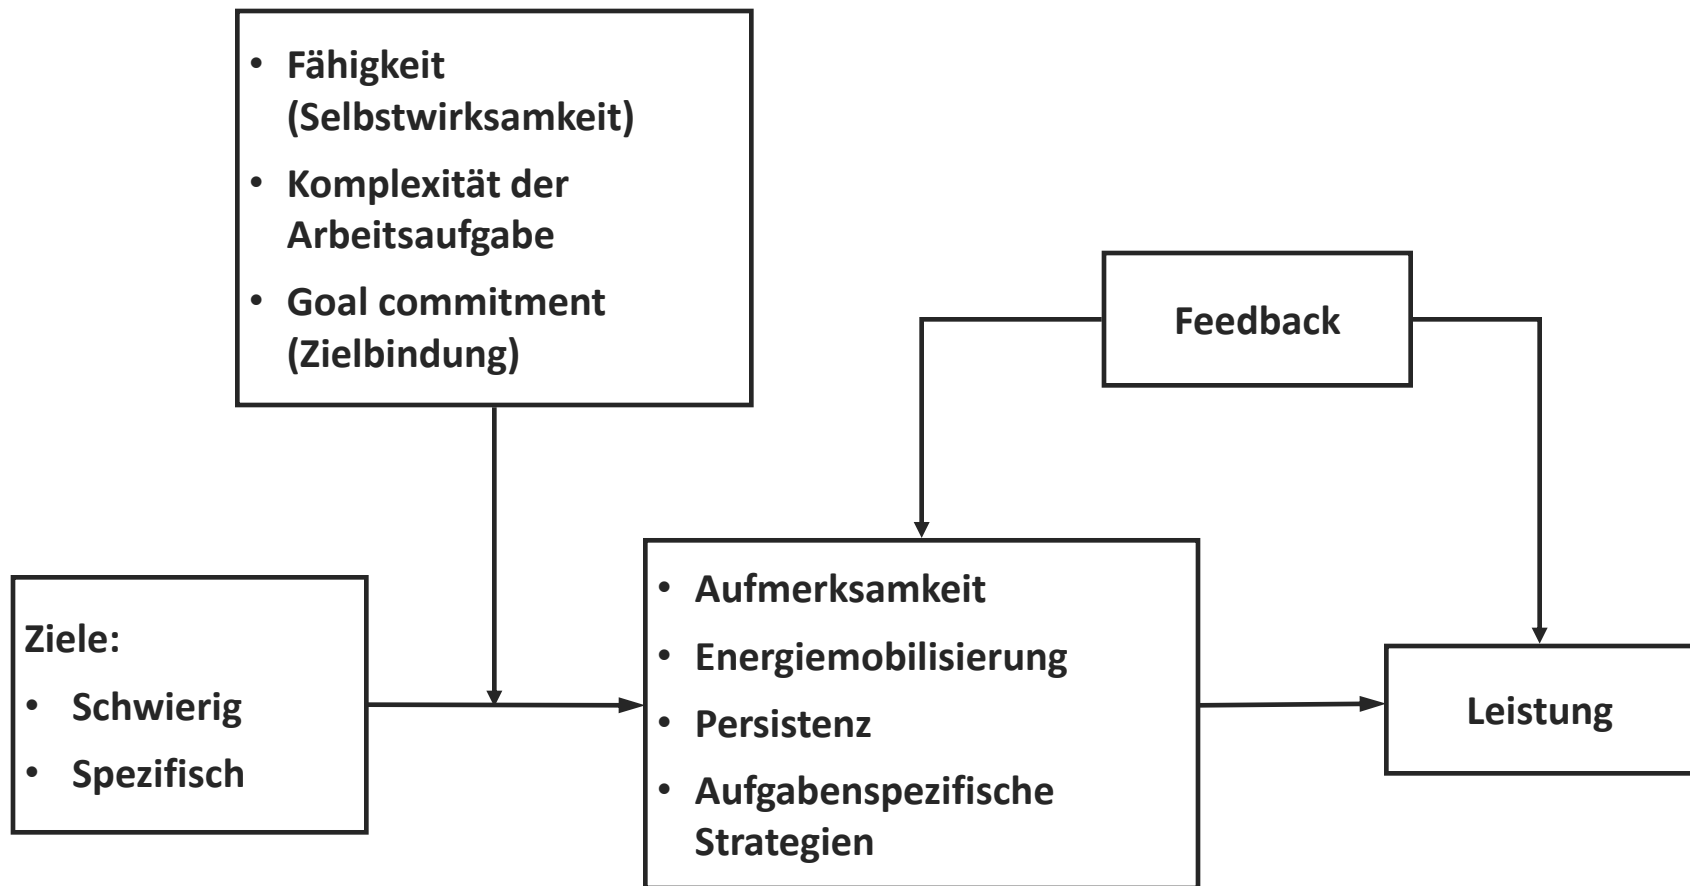 • Fähigkeit
(Selbstwirksamkeit)
• Komplexität der
Arbeitsaufgabe
• Goal commitment
(Zielbindung)
Feedback
Ziele:
• Schwierig
• Spezifisch
• Aufmerksamkeit
• Energiemobilisierung
• Persistenz
• Aufgabenspezifische
Strategien
Leistung